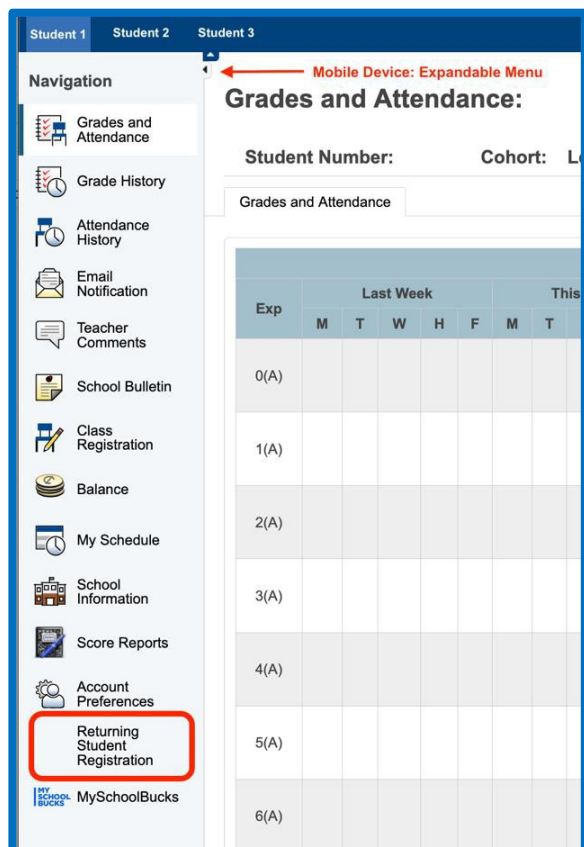 Student 1 Student 2 Student 3
Navigation
Mobile Device: Expandable Menu
Grades and Attendance:
Grades and
Attendance
Student Number: Cohort:
Grade History
Grades and Attendance
Attendance
History
Email
Notification
Last Week This
Exp
M T W H F M T
Teacher
Comments
0(A)
School Bulletin
Class
Registration
1(A)
Balance
2(A)
My Schedule
School
Information
3(A)
Score Reports
4(A)
Account
Preferences
Returning
Student
Registration
5(A)
MY
SCHOOL
BUCKS
MySchoolBucks
6(A)